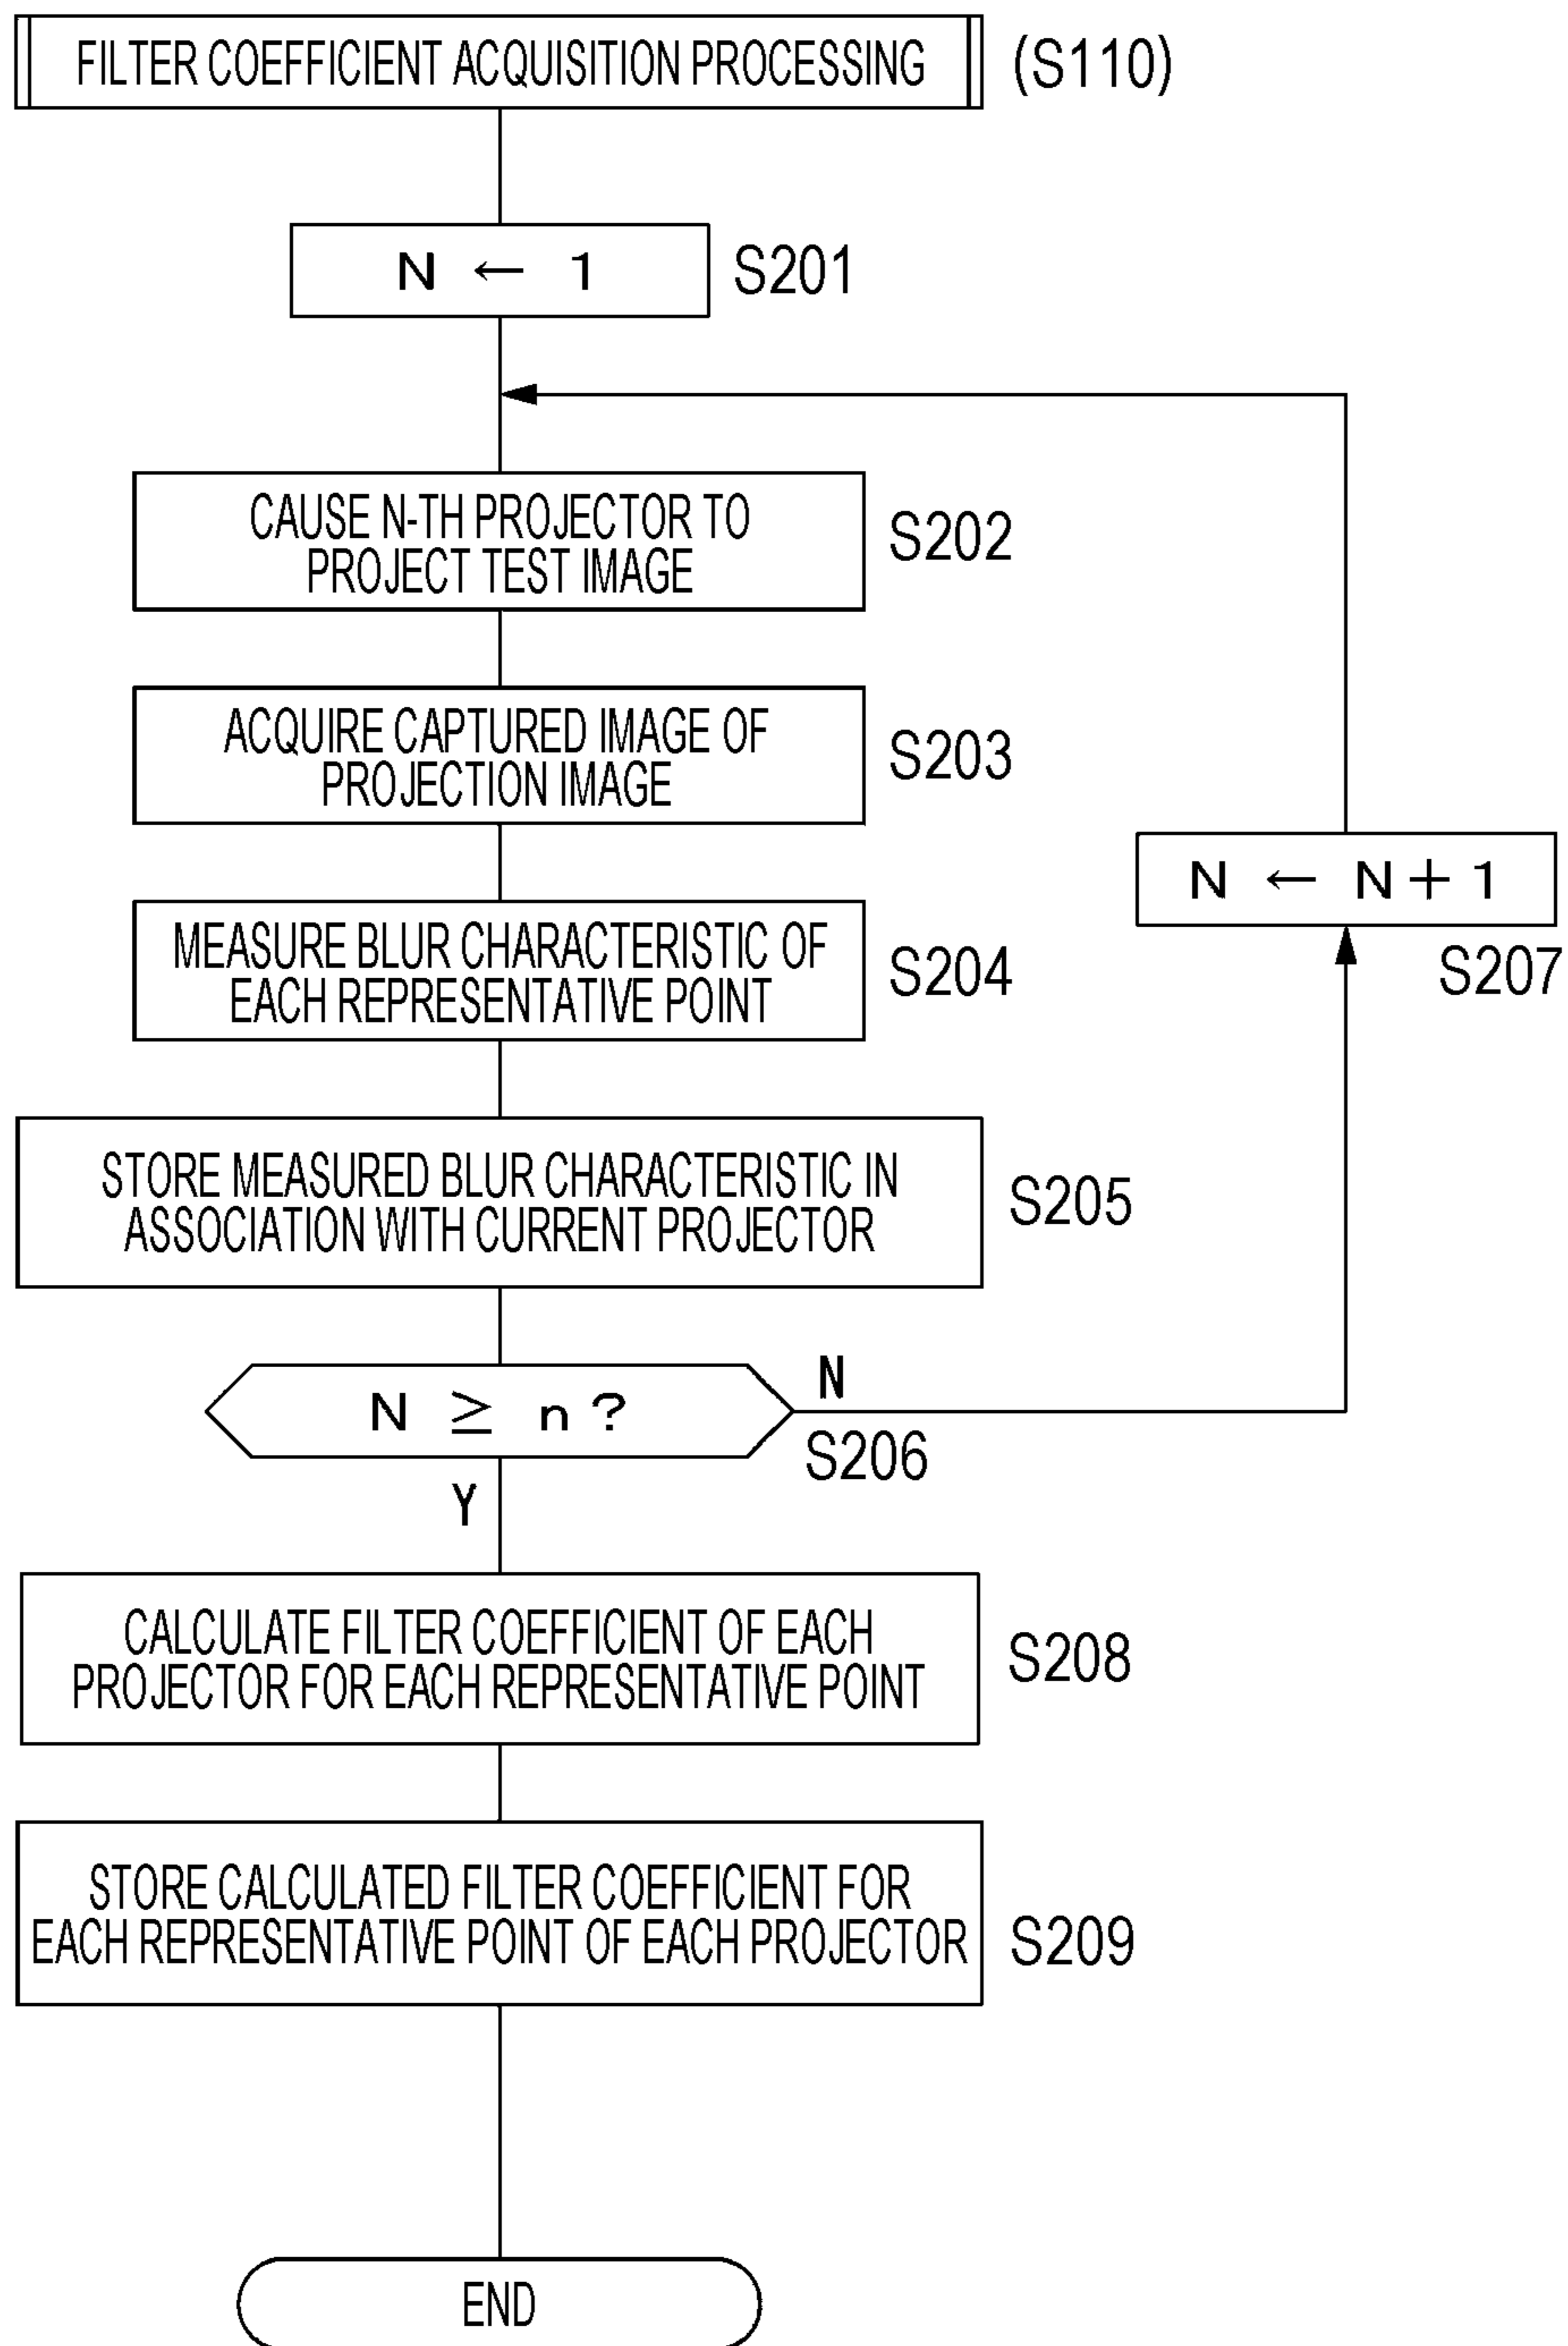 FILTER COEFFICIENT ACQUISITION PROCESSING
(S110)
N ← 1
S201
CAUSE N-TH PROJECTOR TO
PROJECT TEST IMAGE
S202
ACQUIRE CAPTURED IMAGE OF
PROJECTION IMAGE
S203
N ← N + 1
S207
MEASURE BLUR CHARACTERISTIC OF
EACH REPRESENTATIVE POINT
S204
STORE MEASURED BLUR CHARACTERISTIC IN
ASSOCIATION WITH CURRENT PROJECTOR
S205
N ≧ n ?
N
S206
Y
CALCULATE FILTER COEFFICIENT OF EACH
PROJECTOR FOR EACH REPRESENTATIVE POINT
S208
STORE CALCULATED FILTER COEFFICIENT FOR
EACH REPRESENTATIVE POINT OF EACH PROJECTOR
S209
END